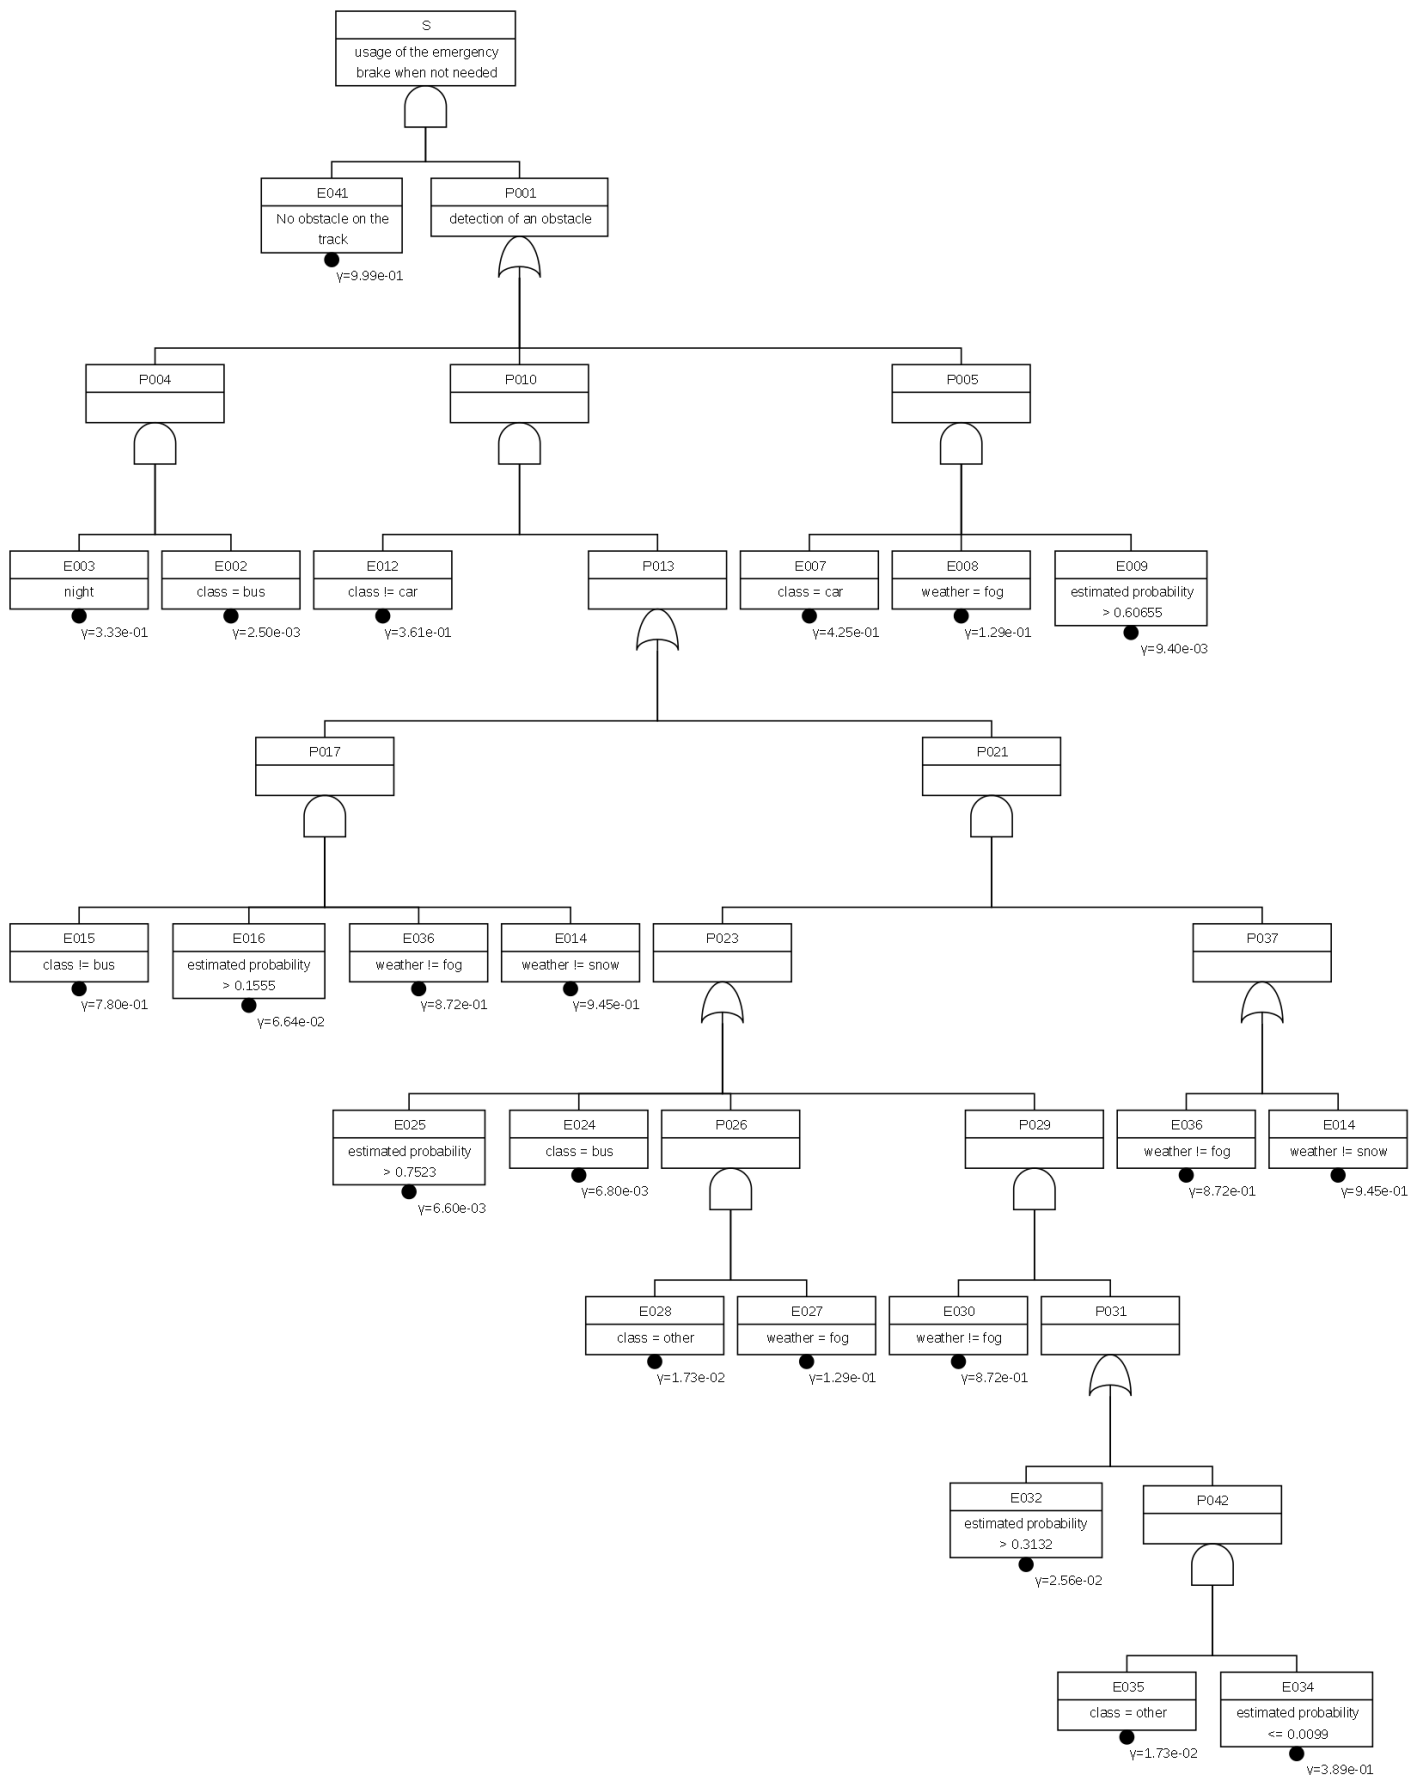 S
usage of the emergency
brake when not needed
E041
No obstacle on the
track
γ=9.99e-01
P001
detection of an obstacle
P004
P010
P005
E003
night
γ=3.33e-01
E002
class = bus
γ=2.50e-03
E012
class != car
γ=3.61e-01
P013
E007
class = car
γ=4.25e-01
E008
weather = fog
γ=1.29e-01
E009
estimated probability
> 0.60655
γ=9.40e-03
P017
P021
E015
class != bus
γ=7.80e-01
E016
estimated probability
> 0.1555
γ=6.64e-02
E036
weather != fog
γ=8.72e-01
E014
weather != snow
γ=9.45e-01
P023
P037
E025
estimated probability
> 0.7523
γ=6.60e-03
E024
class = bus
γ=6.80e-03
P026
P029
E036
weather != fog
γ=8.72e-01
E014
weather != snow
γ=9.45e-01
E028
class = other
γ=1.73e-02
E027
weather = fog
γ=1.29e-01
E030
weather != fog
γ=8.72e-01
P031
E032
estimated probability
> 0.3132
γ=2.56e-02
P042
E035
class = other
γ=1.73e-02
E034
estimated probability
<= 0.0099
γ=3.89e-01